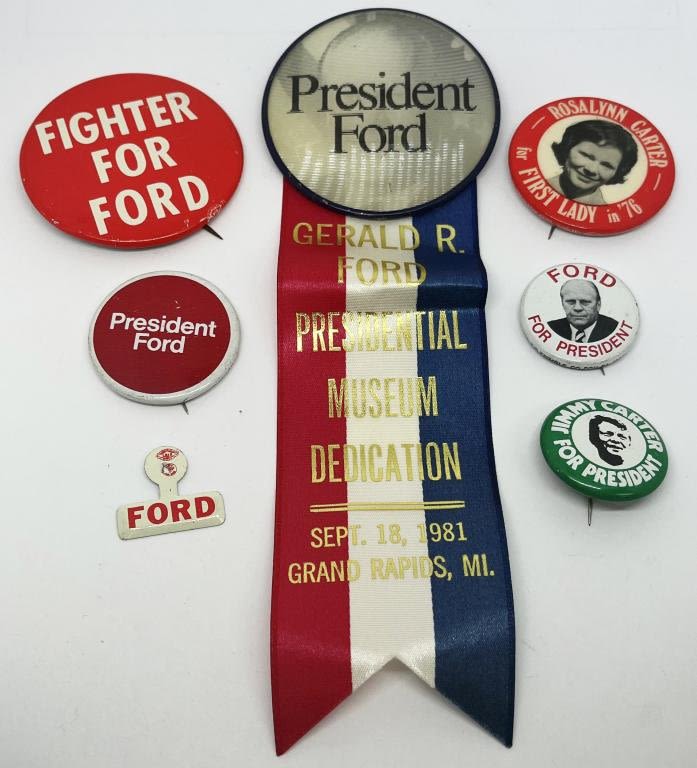 FIGHTER
FOR
FORD
President
Ford
President
Ford
FORD
GERALD R.
FORD
PRESIDENTIAL
MUSEUM
DEDICATION
SEPT. 18, 1981
GRAND RAPIDS, MI.
ROSALYNN CARTER
for FIRST LADY in '76
FORD
FOR PRESIDENT
JIMMY CARTER
FOR PRESIDENT